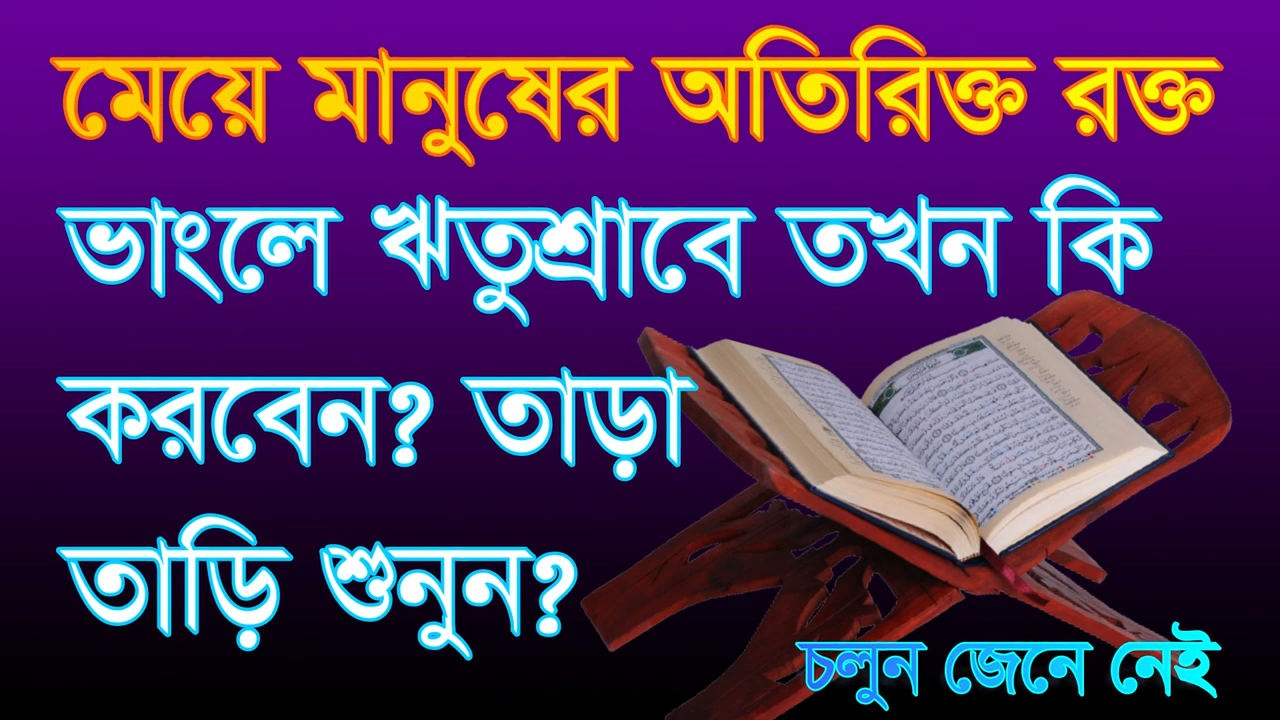 মেয়ে মানুষের অতিরিক্ত রক্ত
ভাংলে ঋতুশ্রাবে তখন কি
করবেন? তাড়া
তাড়ি শুনুন?
চলুন জেনে নেই